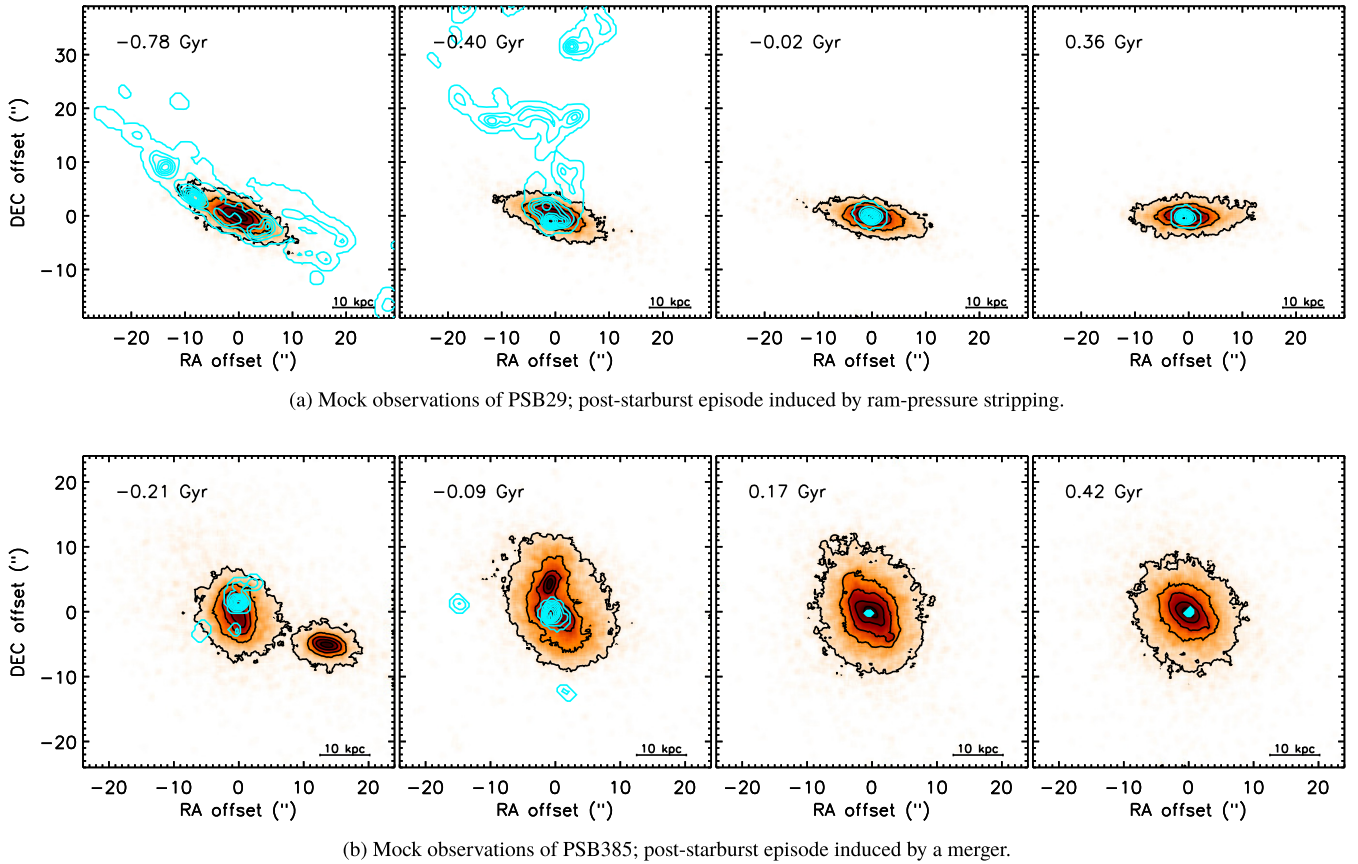 −0.78 Gyr
−0.40 Gyr
−0.02 Gyr
0.36 Gyr
30
20
10
0
−10
DEC offset (")
10 kpc
10 kpc
10 kpc
10 kpc
−20 −10 0 10 20
−20 −10 0 10 20
−20 −10 0 10 20
−20 −10 0 10 20
RA offset (")
RA offset (")
RA offset (")
RA offset (")
(a) Mock observations of PSB29; post-starburst episode induced by ram-pressure stripping.
−0.21 Gyr
−0.09 Gyr
0.17 Gyr
0.42 Gyr
20
10
0
−10
−20
DEC offset (")
10 kpc
10 kpc
10 kpc
10 kpc
−20 −10 0 10 20
−20 −10 0 10 20
−20 −10 0 10 20
−20 −10 0 10 20
RA offset (")
RA offset (")
RA offset (")
RA offset (")
(b) Mock observations of PSB385; post-starburst episode induced by a merger.